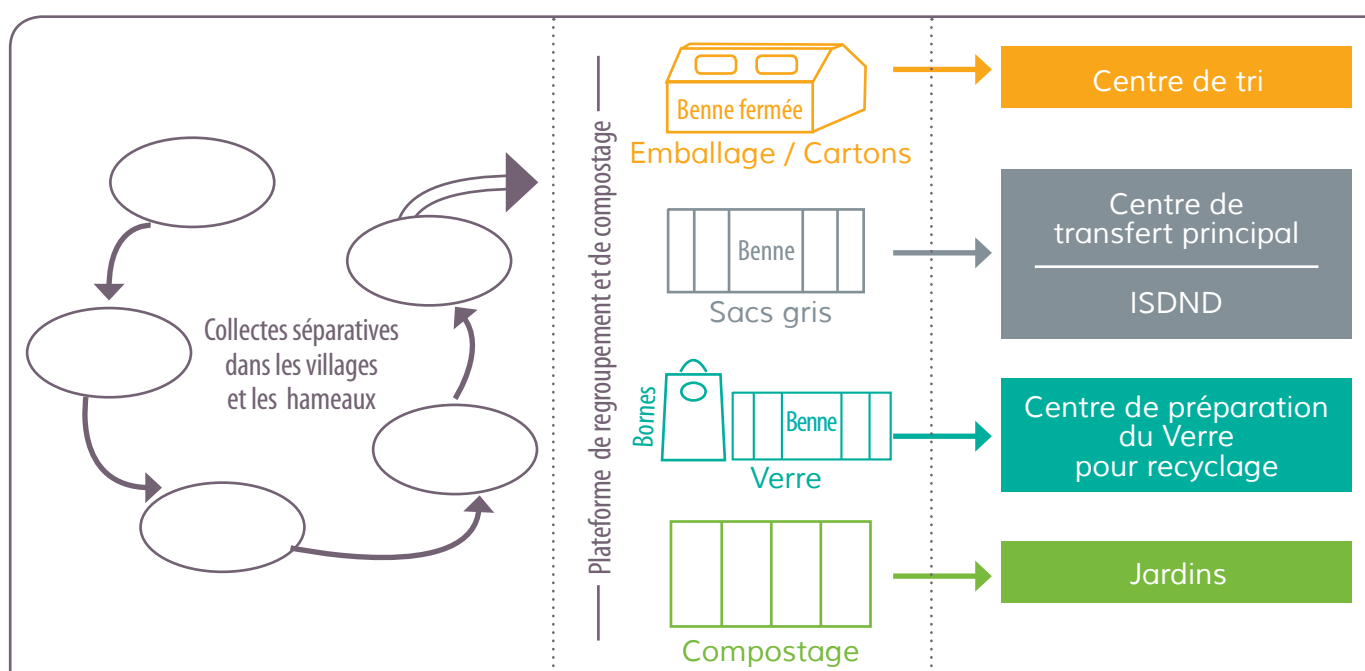 Collectes séparatives
dans les villages
et les hameaux
Plateforme de regroupement et de compostage
Benne fermée
Emballage / Cartons
Benne
Sacs gris
Bornes
Benne
Verre
Compostage
Centre de tri
Centre de
transfert principal
ISDND
Centre de préparation
du Verre
pour recyclage
Jardins